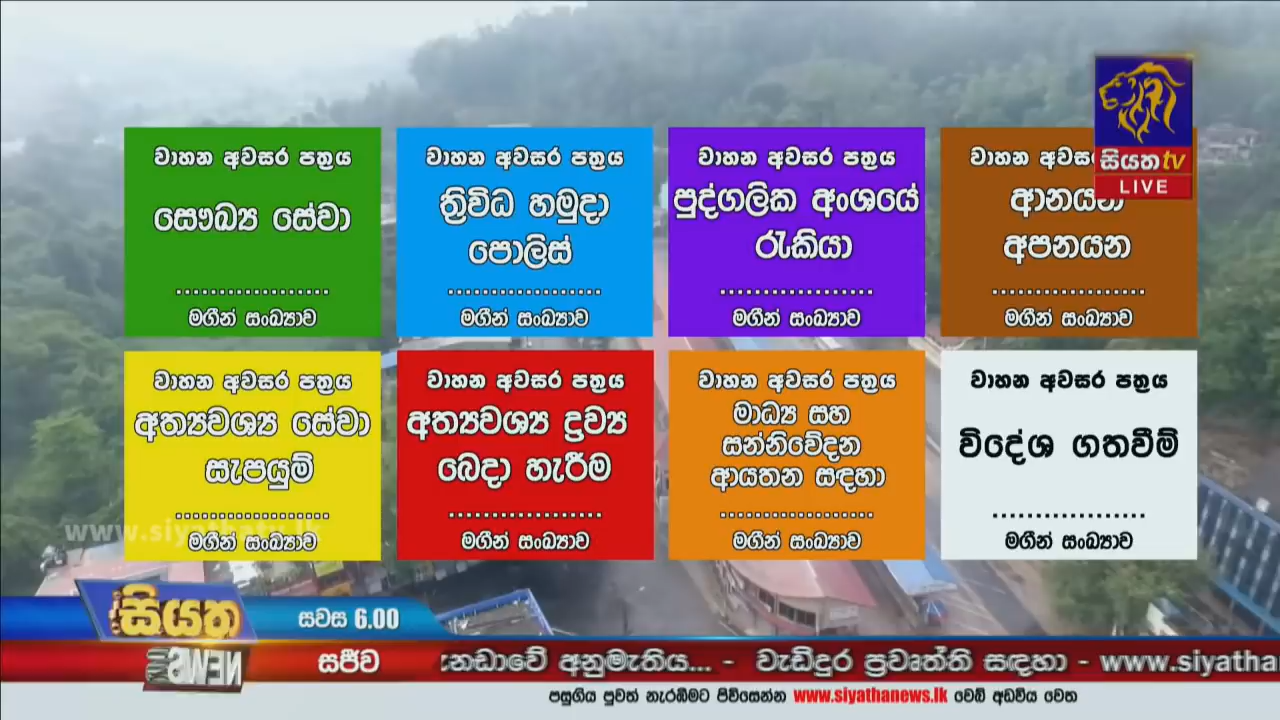 වාහන අවසර පත්‍රය
සෞඛ්‍ය සේවා
..................
මගීන් සංඛ්‍යාව
වාහන අවසර පත්‍රය
ත්‍රිවිධ හමුදා
පොලිස්
..................
මගීන් සංඛ්‍යාව
වාහන අවසර පත්‍රය
පුද්ගලික අංශයේ
රැකියා
..................
මගීන් සංඛ්‍යාව
වාහන
ආනයන
අපනයන
..................
මගීන් සංඛ්‍යාව
සියත tv
LIVE
වාහන අවසර පත්‍රය
අත්‍යවශ්‍ය සේවා
සැපයුම්
..................
මගීන් සංඛ්‍යාව
වාහන අවසර පත්‍රය
අත්‍යවශ්‍ය ද්‍රව්‍ය
බෙදා හැරීම
..................
මගීන් සංඛ්‍යාව
වාහන අවසර පත්‍රය
මාධ්‍ය සහ
සන්නිවේදන
ආයතන සඳහා
..................
මගීන් සංඛ්‍යාව
වාහන අවසර පත්‍රය
විදේශ ගතවීම්
..................
මගීන් සංඛ්‍යාව
www.siyathatv.lk
සියත
සවස 6.00
NEWS
සජීව
අනුමැතිය... - වැඩිදුර ප්‍රවෘත්ති සඳහා - www.siyatha
පසුගිය පුවත් නැරඹීමට පිවිසෙන්න www.siyathanews.lk වෙබ් අඩවිය වෙත